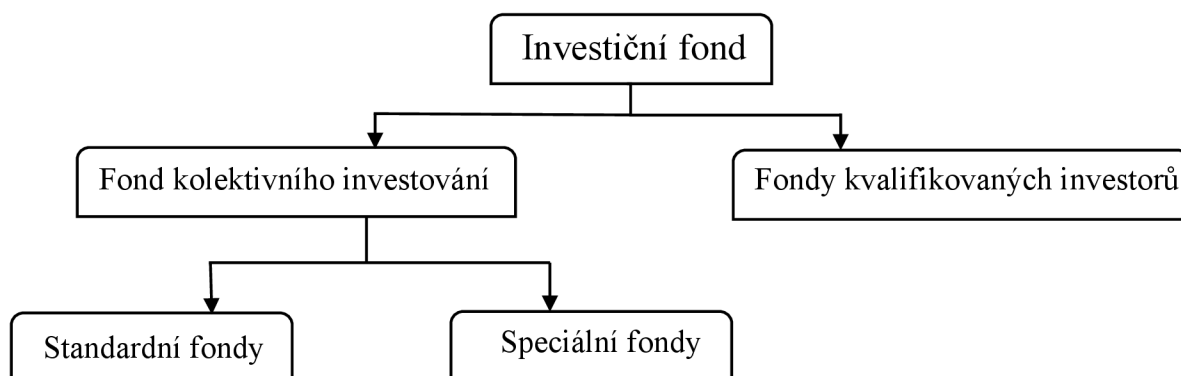 Investiční fond
Fond kolektivního investování
Fondy kvalifikovaných investorů
Standardní fondy
Speciální fondy